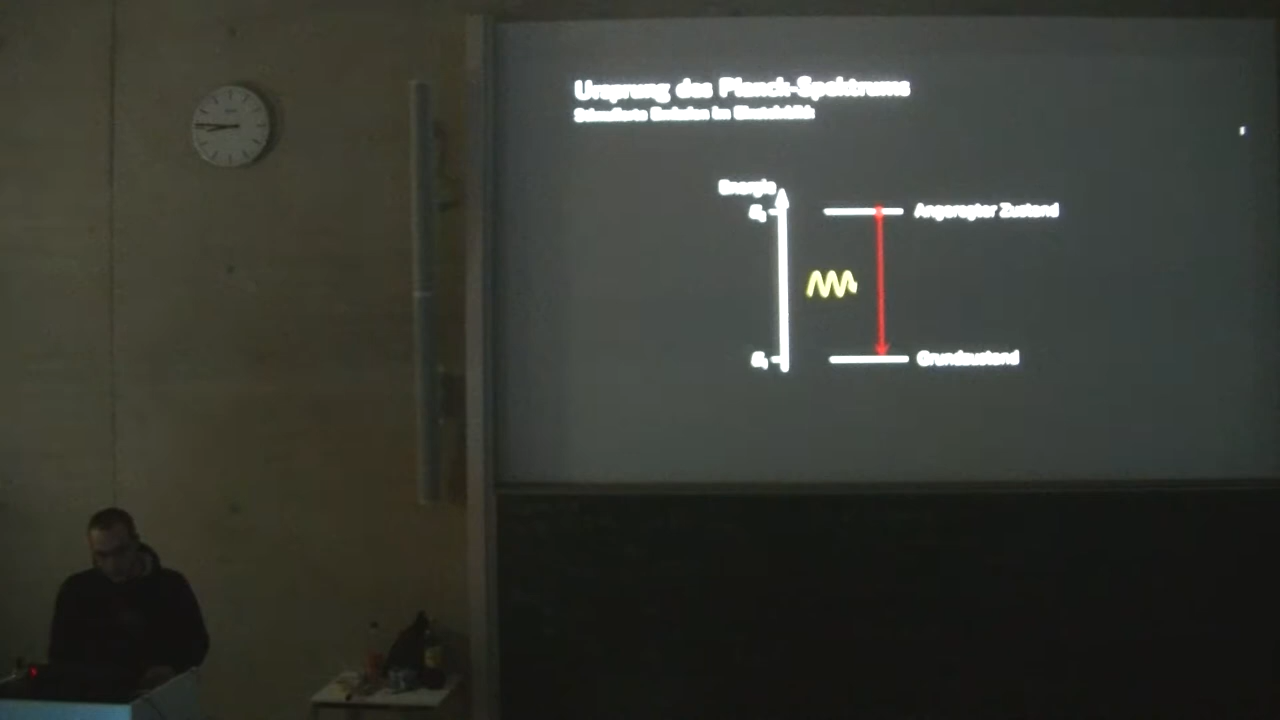 Ursprung des Planck-Spektrums
Energie
Angeregter Zustand
Grundzustand